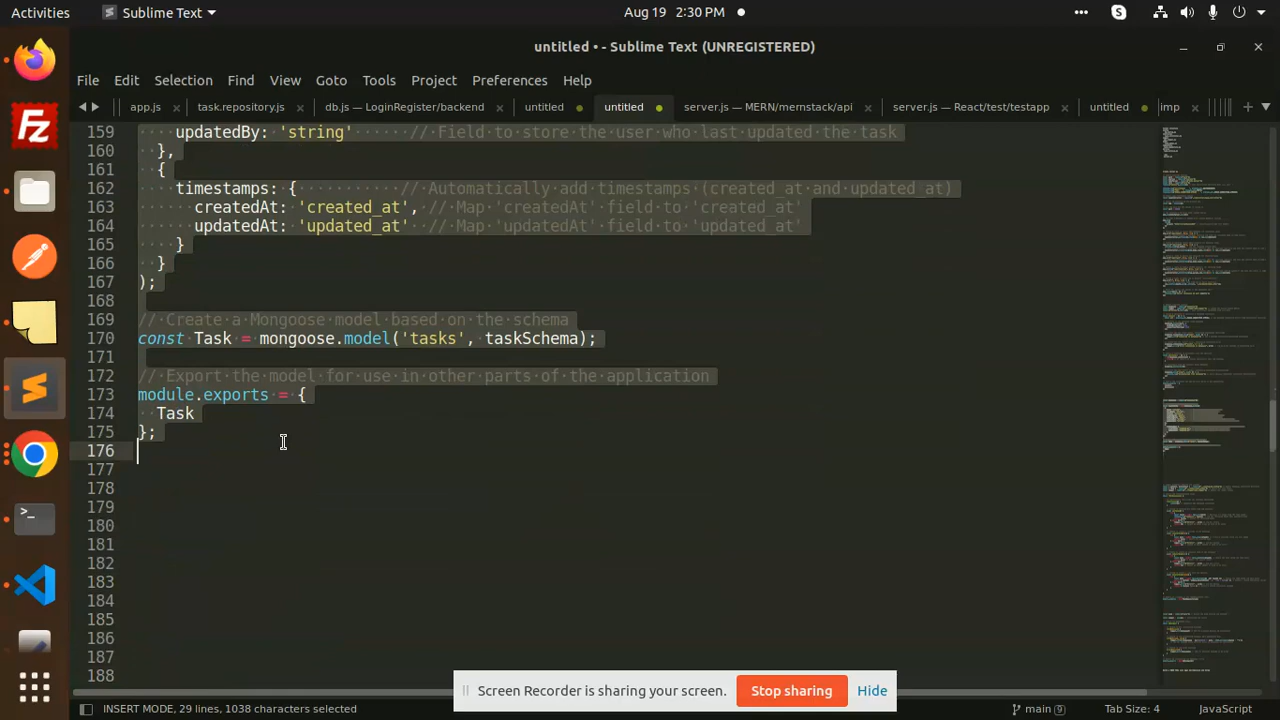 Activities
Sublime Text
Aug 19 2:30 PM
untitled • - Sublime Text (UNREGISTERED)
File Edit Selection Find View Goto Tools Project Preferences Help
app.js task.repository.js db.js — LoginRegister/backend untitled untitled server.js — MERN/mernstack/api server.js — React/test/testapp untitled imp
159 updatedBy: 'string' // Field to store the user who last updated the task
160 },
161 {
162 timestamps: { // Automatically add timestamps (created_at and updated_at)
163 createdAt: 'created_at', // Map 'createdAt' field to 'created_at'
164 updatedAt: 'updated_at' // Map 'updatedAt' field to 'updated_at'
165 }
166 }
167 );
168
169 // Create a Mongoose model based on the schema
170 const Task = mongoose.model('tasks', taskSchema);
171
172 // Export the model for use in other parts of the application
173 module.exports = {
174 Task
175 };
176
177
178
179
180
181
182
183
184
185
186
187
188
Screen Recorder is sharing your screen. Stop sharing Hide
INSERT MODE, 29 lines, 1038 characters selected
main 9
Tab Size: 4
JavaScript